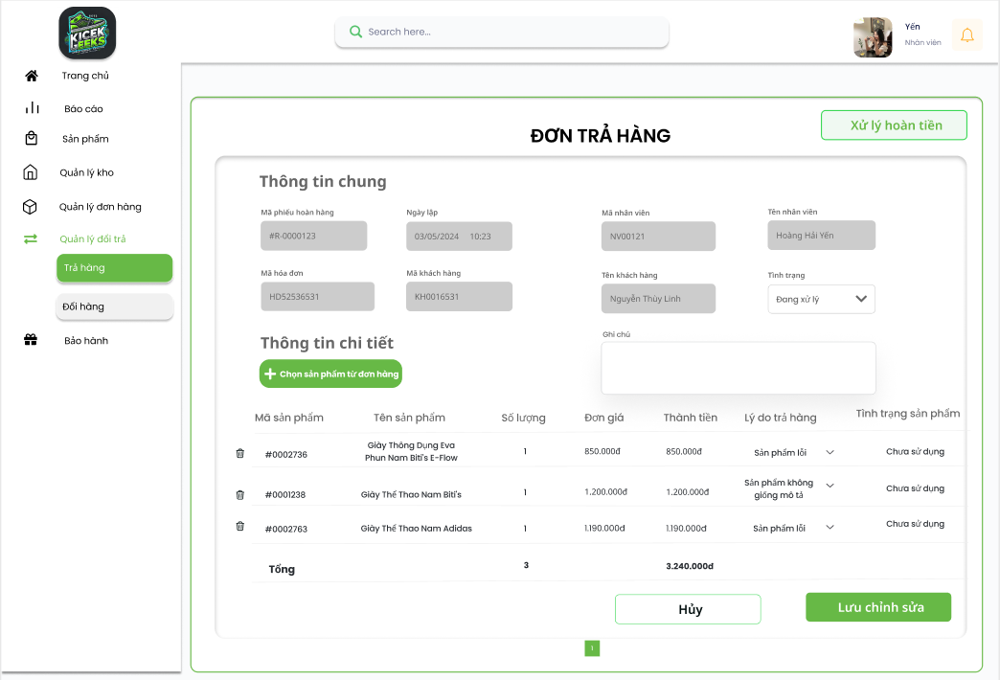 KICEK
GEEKS
Search here...
Yến
Nhân viên
Trang chủ
Báo cáo
Sản phẩm
Quản lý kho
Quản lý đơn hàng
Quản lý đổi trả
Trả hàng
Đổi hàng
Bảo hành
ĐƠN TRẢ HÀNG
Xử lý hoàn tiền
Thông tin chung
Mã phiếu hoàn hàng
Ngày lập
Mã nhân viên
Tên nhân viên
#R-0000123
03/05/2024 10:23
NV00121
Hoàng Hải Yến
Mã hóa đơn
Mã khách hàng
Tên khách hàng
Tình trạng
HD52536531
KH0016531
Nguyễn Thùy Linh
Đang xử lý
Thông tin chi tiết
Ghi chú
Chọn sản phẩm từ đơn hàng
Mã sản phẩm Tên sản phẩm Số lượng Đơn giá Thành tiền Lý do trả hàng Tình trạng sản phẩm
#0002736
Giày Thông Dụng Eva
Phun Nam Biti's E-Flow
1 850.000đ 850.000đ Sản phẩm lỗi Chưa sử dụng
#0001238 Giày Thể Thao Nam Biti's 1 1.200.000đ 1.200.000đ
Sản phẩm không
giống mô tả
Chưa sử dụng
#0002763 Giày Thể Thao Nam Adidas 1 1.190.000đ 1.190.000đ Sản phẩm lỗi Chưa sử dụng
Tổng 3 3.240.000đ
Hủy
Lưu chỉnh sửa
1